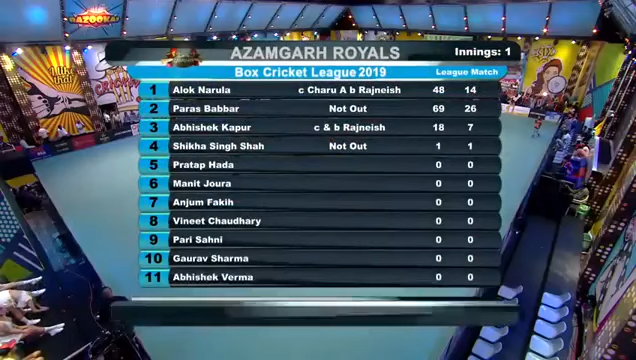 BAZOOKA!
AZAMGARH ROYALS Innings: 1
Box Cricket League 2019 League Match
1 Alok Narula c Charu A b Rajneesh 48 14
2 Paras Babbar Not Out 69 26
3 Abhishek Kapur c & b Rajneesh 18 7
4 Shikha Singh Shah Not Out 1 1
5 Pratap Hada 0 0
6 Manit Joura 0 0
7 Anjum Fakih 0 0
8 Vineet Chaudhary 0 0
9 Pari Sahni 0 0
10 Gaurav Sharma 0 0
11 Abhishek Verma 0 0